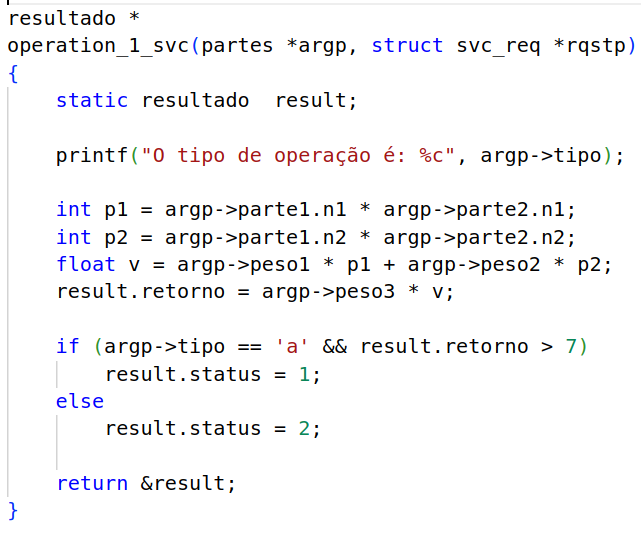 resultado *
operation_1_svc(partes *argp, struct svc_req *rqstp)
{
    static resultado  result;

    printf("O tipo de operação é: %c", argp->tipo);

    int p1 = argp->parte1.n1 * argp->parte2.n1;
    int p2 = argp->parte1.n2 * argp->parte2.n2;
    float v = argp->peso1 * p1 + argp->peso2 * p2;
    result.retorno = argp->peso3 * v;

    if (argp->tipo == 'a' && result.retorno > 7)
        result.status = 1;
    else
        result.status = 2;

    return &result;
}